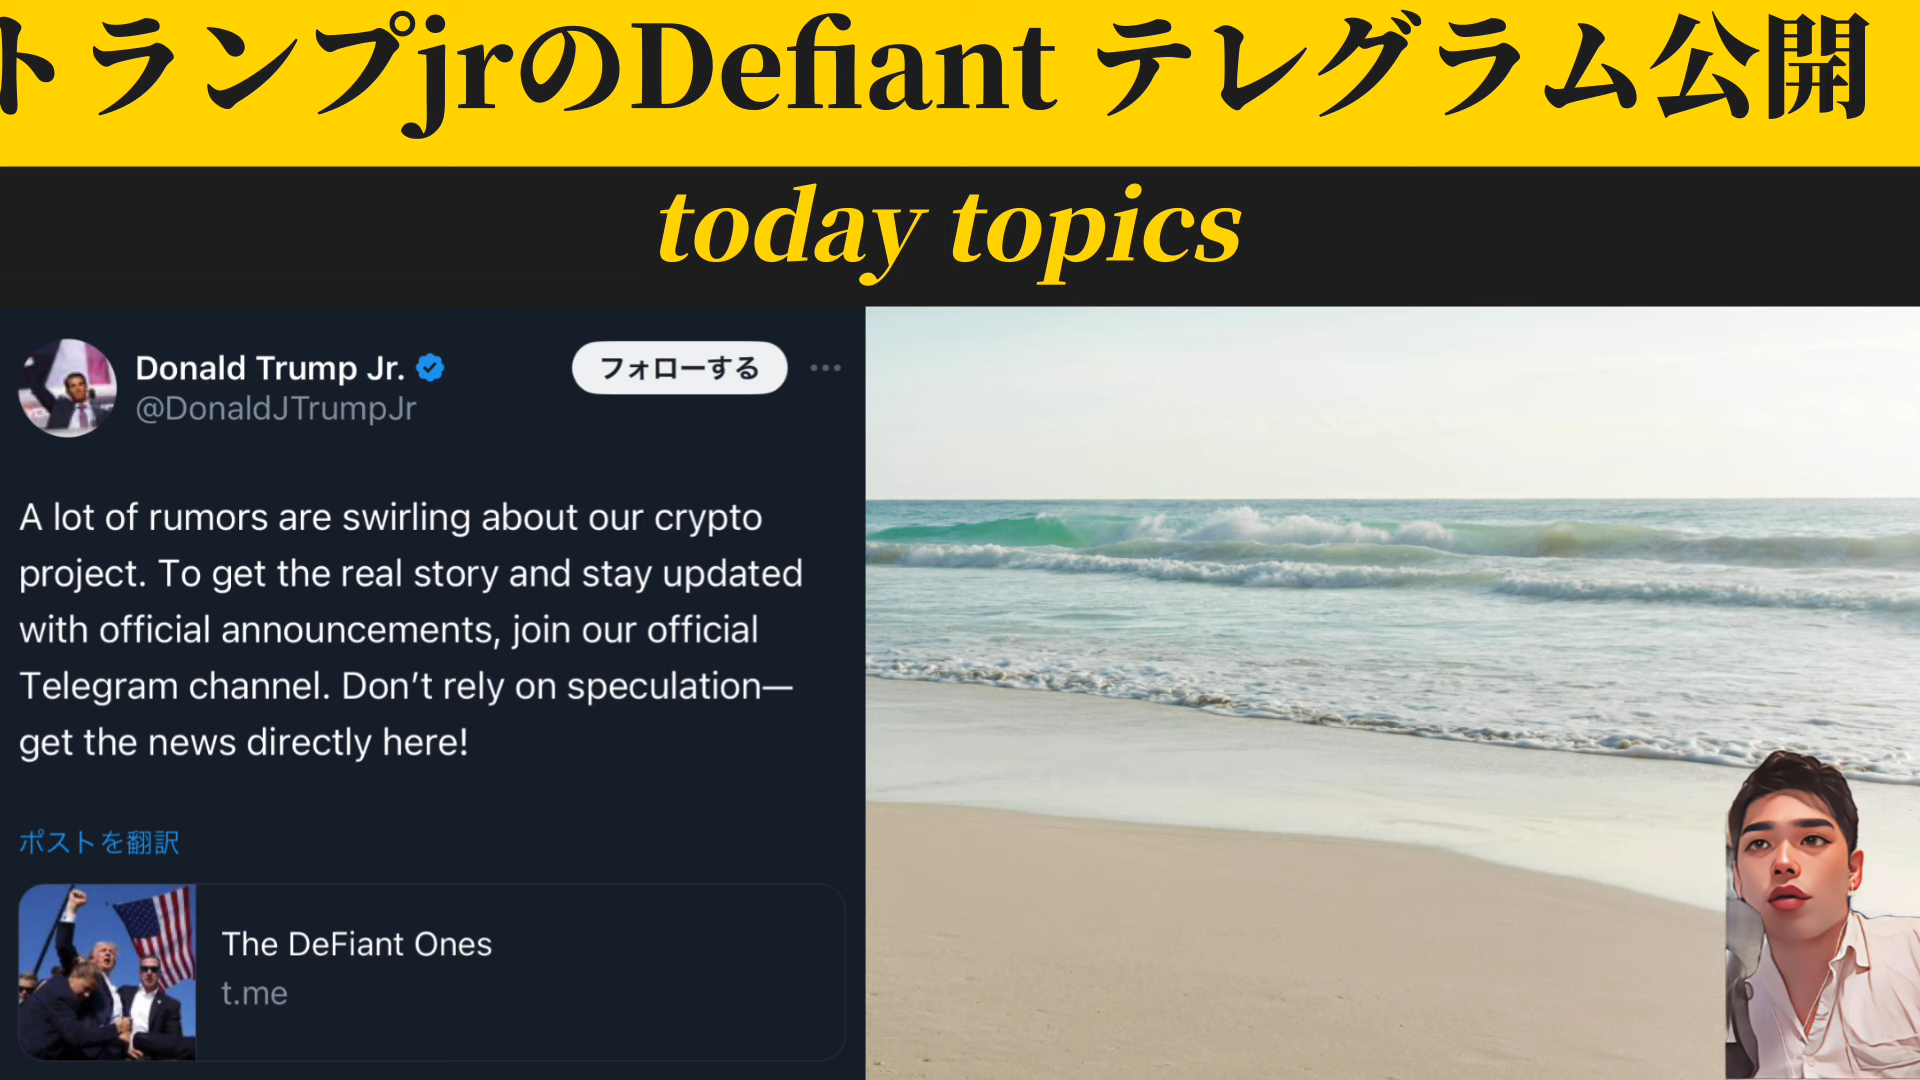 トランプjrのDefiant テレグラム公開
today topics
Donald Trump Jr.
フォローする
@DonaldJTrumpJr
A lot of rumors are swirling about our crypto
project. To get the real story and stay updated
with official announcements, join our official
Telegram channel. Don’t rely on speculation—
get the news directly here!
ポストを翻訳
The DeFiant Ones
t.me